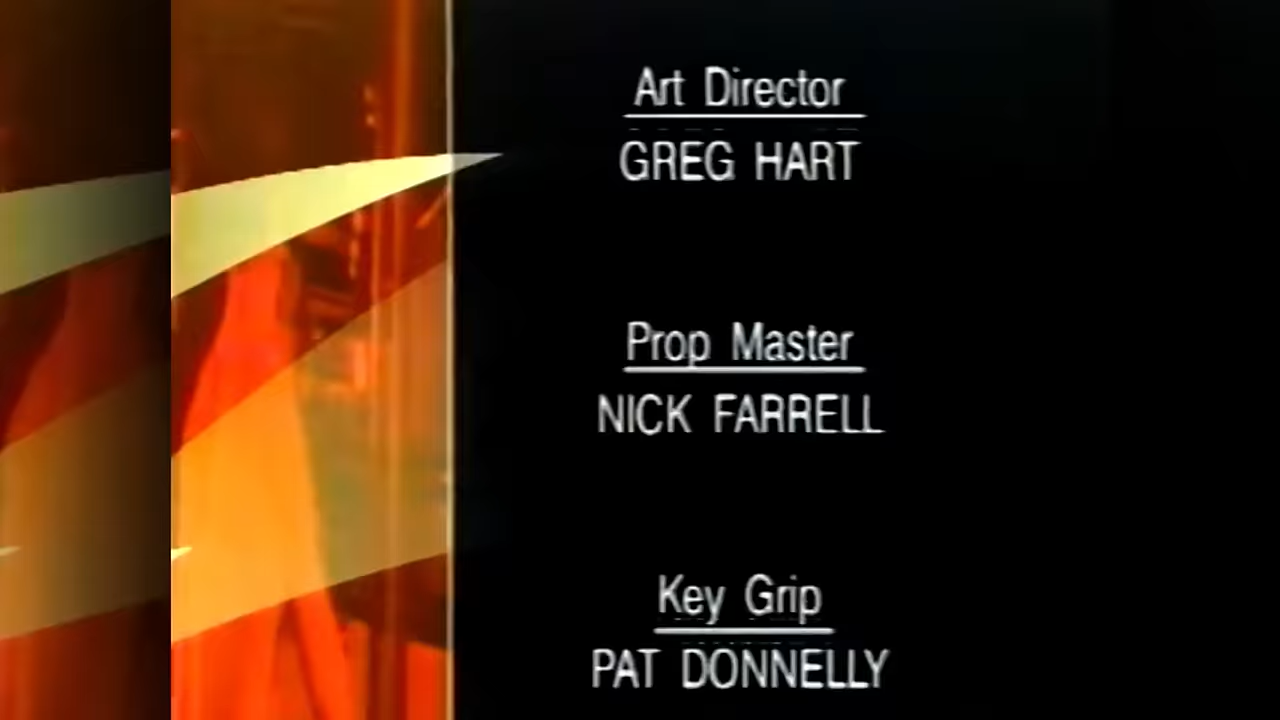 Art Director
GREG HART
Prop Master
NICK FARRELL
Key Grip
PAT DONNELLY